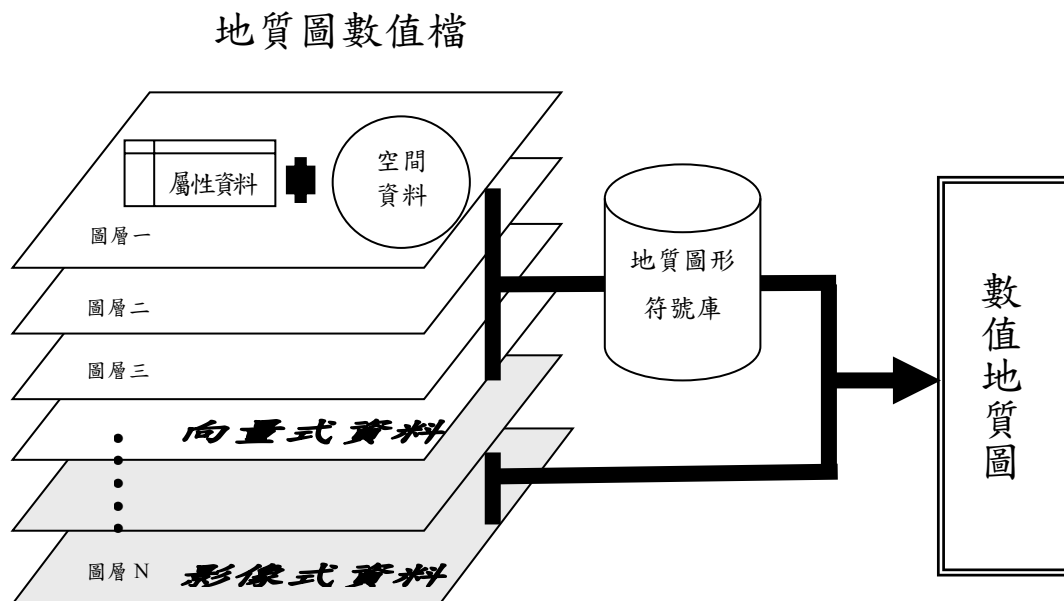 地質圖數值檔
屬性資料
空間
資料
圖層一
圖層二
圖層三
向量式資料
圖層 N
影像式資料
地質圖形
符號庫
數值地質圖